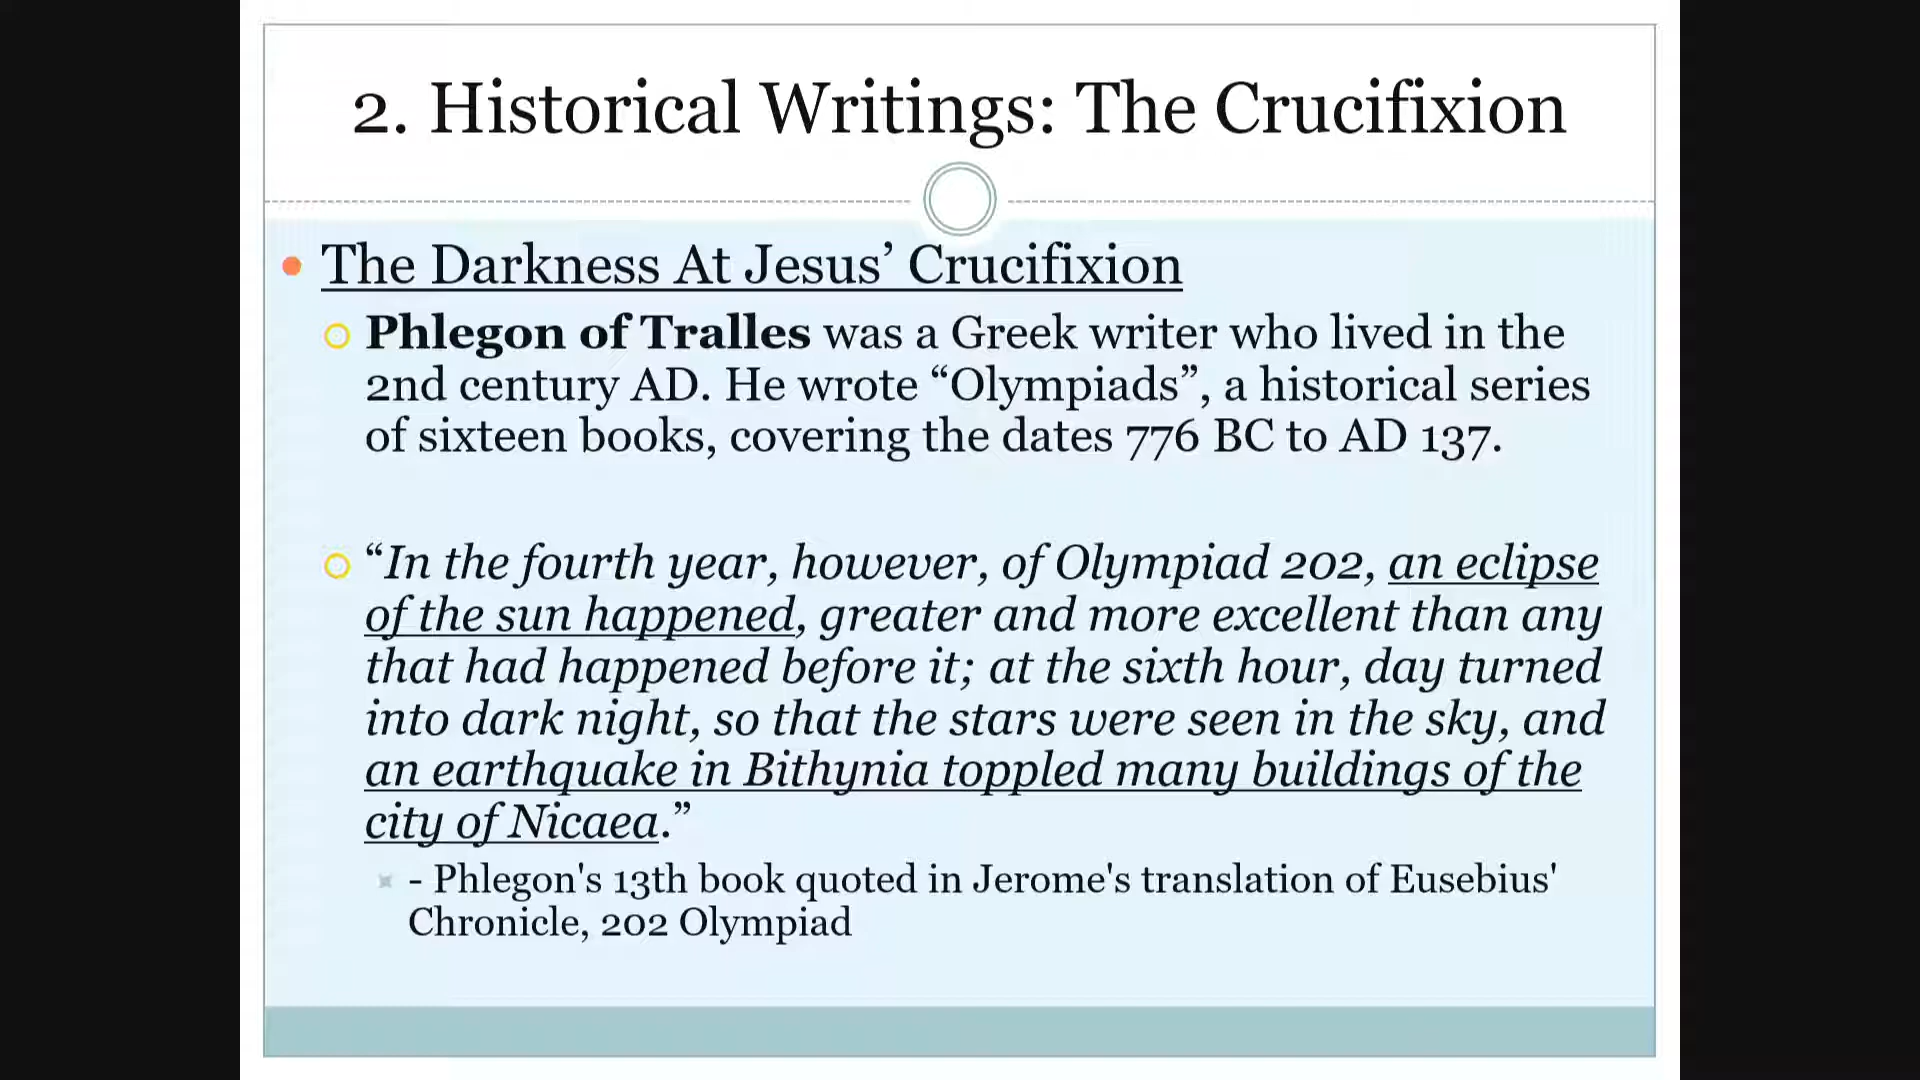 2. Historical Writings: The Crucifixion
The Darkness At Jesus’ Crucifixion
Phlegon of Tralles was a Greek writer who lived in the
2nd century AD. He wrote “Olympiads”, a historical series
of sixteen books, covering the dates 776 BC to AD 137.
“In the fourth year, however, of Olympiad 202, an eclipse
of the sun happened, greater and more excellent than any
that had happened before it; at the sixth hour, day turned
into dark night, so that the stars were seen in the sky, and
an earthquake in Bithynia toppled many buildings of the
city of Nicaea.”
- Phlegon's 13th book quoted in Jerome's translation of Eusebius'
Chronicle, 202 Olympiad